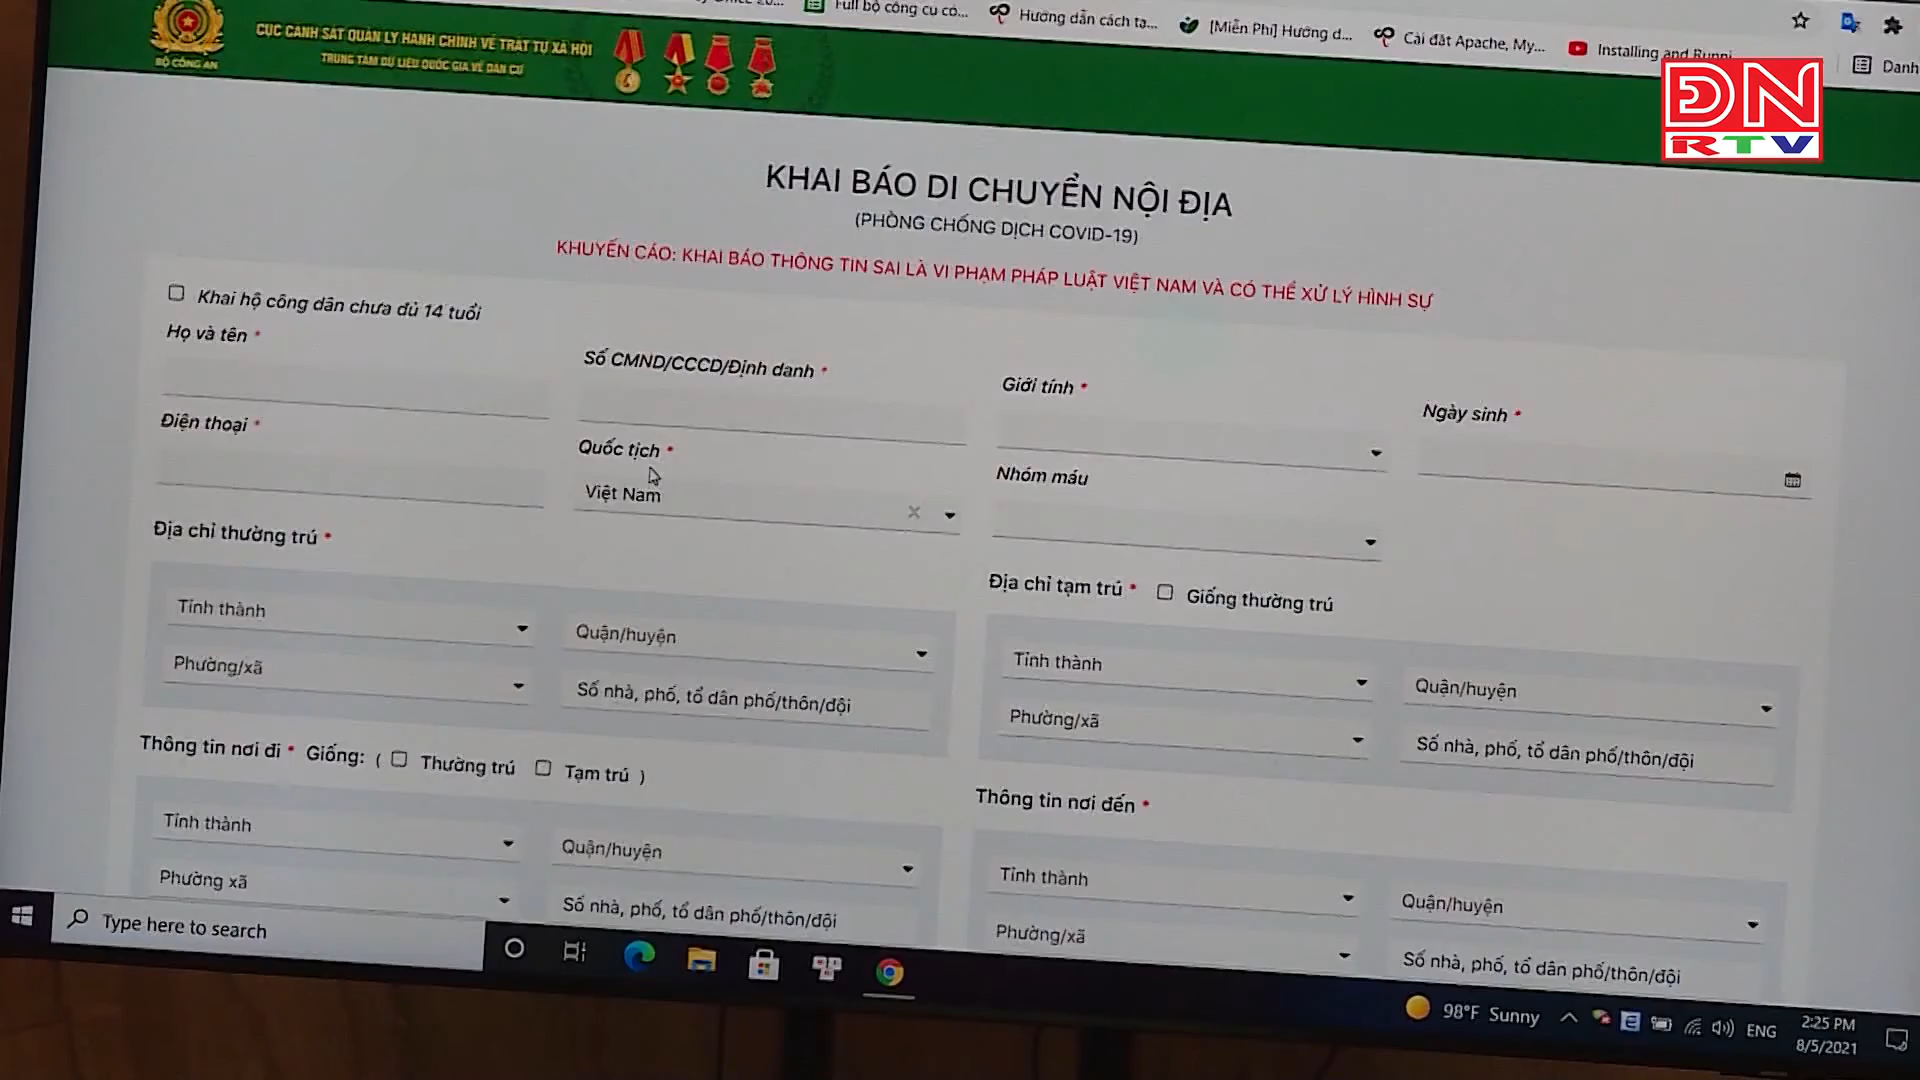 Full bộ công cụ có...
Hướng dẫn cách tạ...
[Miễn Phí] Hướng d...
Cài đặt Apache, My...
Installing and Runni
Danh
BỘ CÔNG AN
CỤC CẢNH SÁT QUẢN LÝ HÀNH CHÍNH VỀ TRẬT TỰ XÃ HỘI
TRUNG TÂM DỮ LIỆU QUỐC GIA VỀ DÂN CƯ
ĐN
RTV
KHAI BÁO DI CHUYỂN NỘI ĐỊA
(PHÒNG CHỐNG DỊCH COVID-19)
KHUYẾN CÁO: KHAI BÁO THÔNG TIN SAI LÀ VI PHẠM PHÁP LUẬT VIỆT NAM VÀ CÓ THỂ XỬ LÝ HÌNH SỰ
Khai hộ công dân chưa đủ 14 tuổi
Họ và tên *
Số CMND/CCCD/Định danh *
Giới tính *
Ngày sinh *
Điện thoại *
Quốc tịch *
Việt Nam
Nhóm máu
Địa chỉ thường trú *
Tỉnh thành
Quận/huyện
Phường/xã
Số nhà, phố, tổ dân phố/thôn/đội
Địa chỉ tạm trú * Giống thường trú
Tỉnh thành
Quận/huyện
Phường/xã
Số nhà, phố, tổ dân phố/thôn/đội
Thông tin nơi đi * Giống: ( Thường trú Tạm trú )
Tỉnh thành
Quận/huyện
Phường xã
Số nhà, phố, tổ dân phố/thôn/đội
Thông tin nơi đến *
Tỉnh thành
Quận/huyện
Phường/xã
Số nhà, phố, tổ dân phố/thôn/đội
Type here to search
98°F Sunny
ENG
2:25 PM
8/5/2021